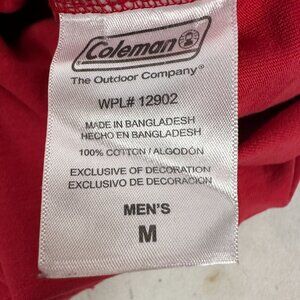 Coleman
The Outdoor Company®
WPL# 12902
MADE IN BANGLADESH
HECHO EN BANGLADESH
100% COTTON / ALGODÓN
EXCLUSIVE OF DECORATION
EXCLUSIVO DE DECORACIÓN
MEN'S
M